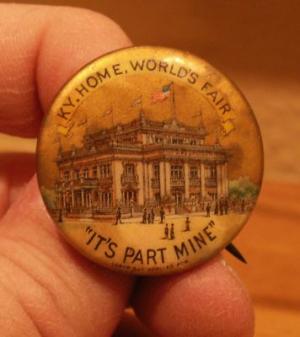 KY. HOME, WORLD'S FAIR
"IT'S PART MINE"